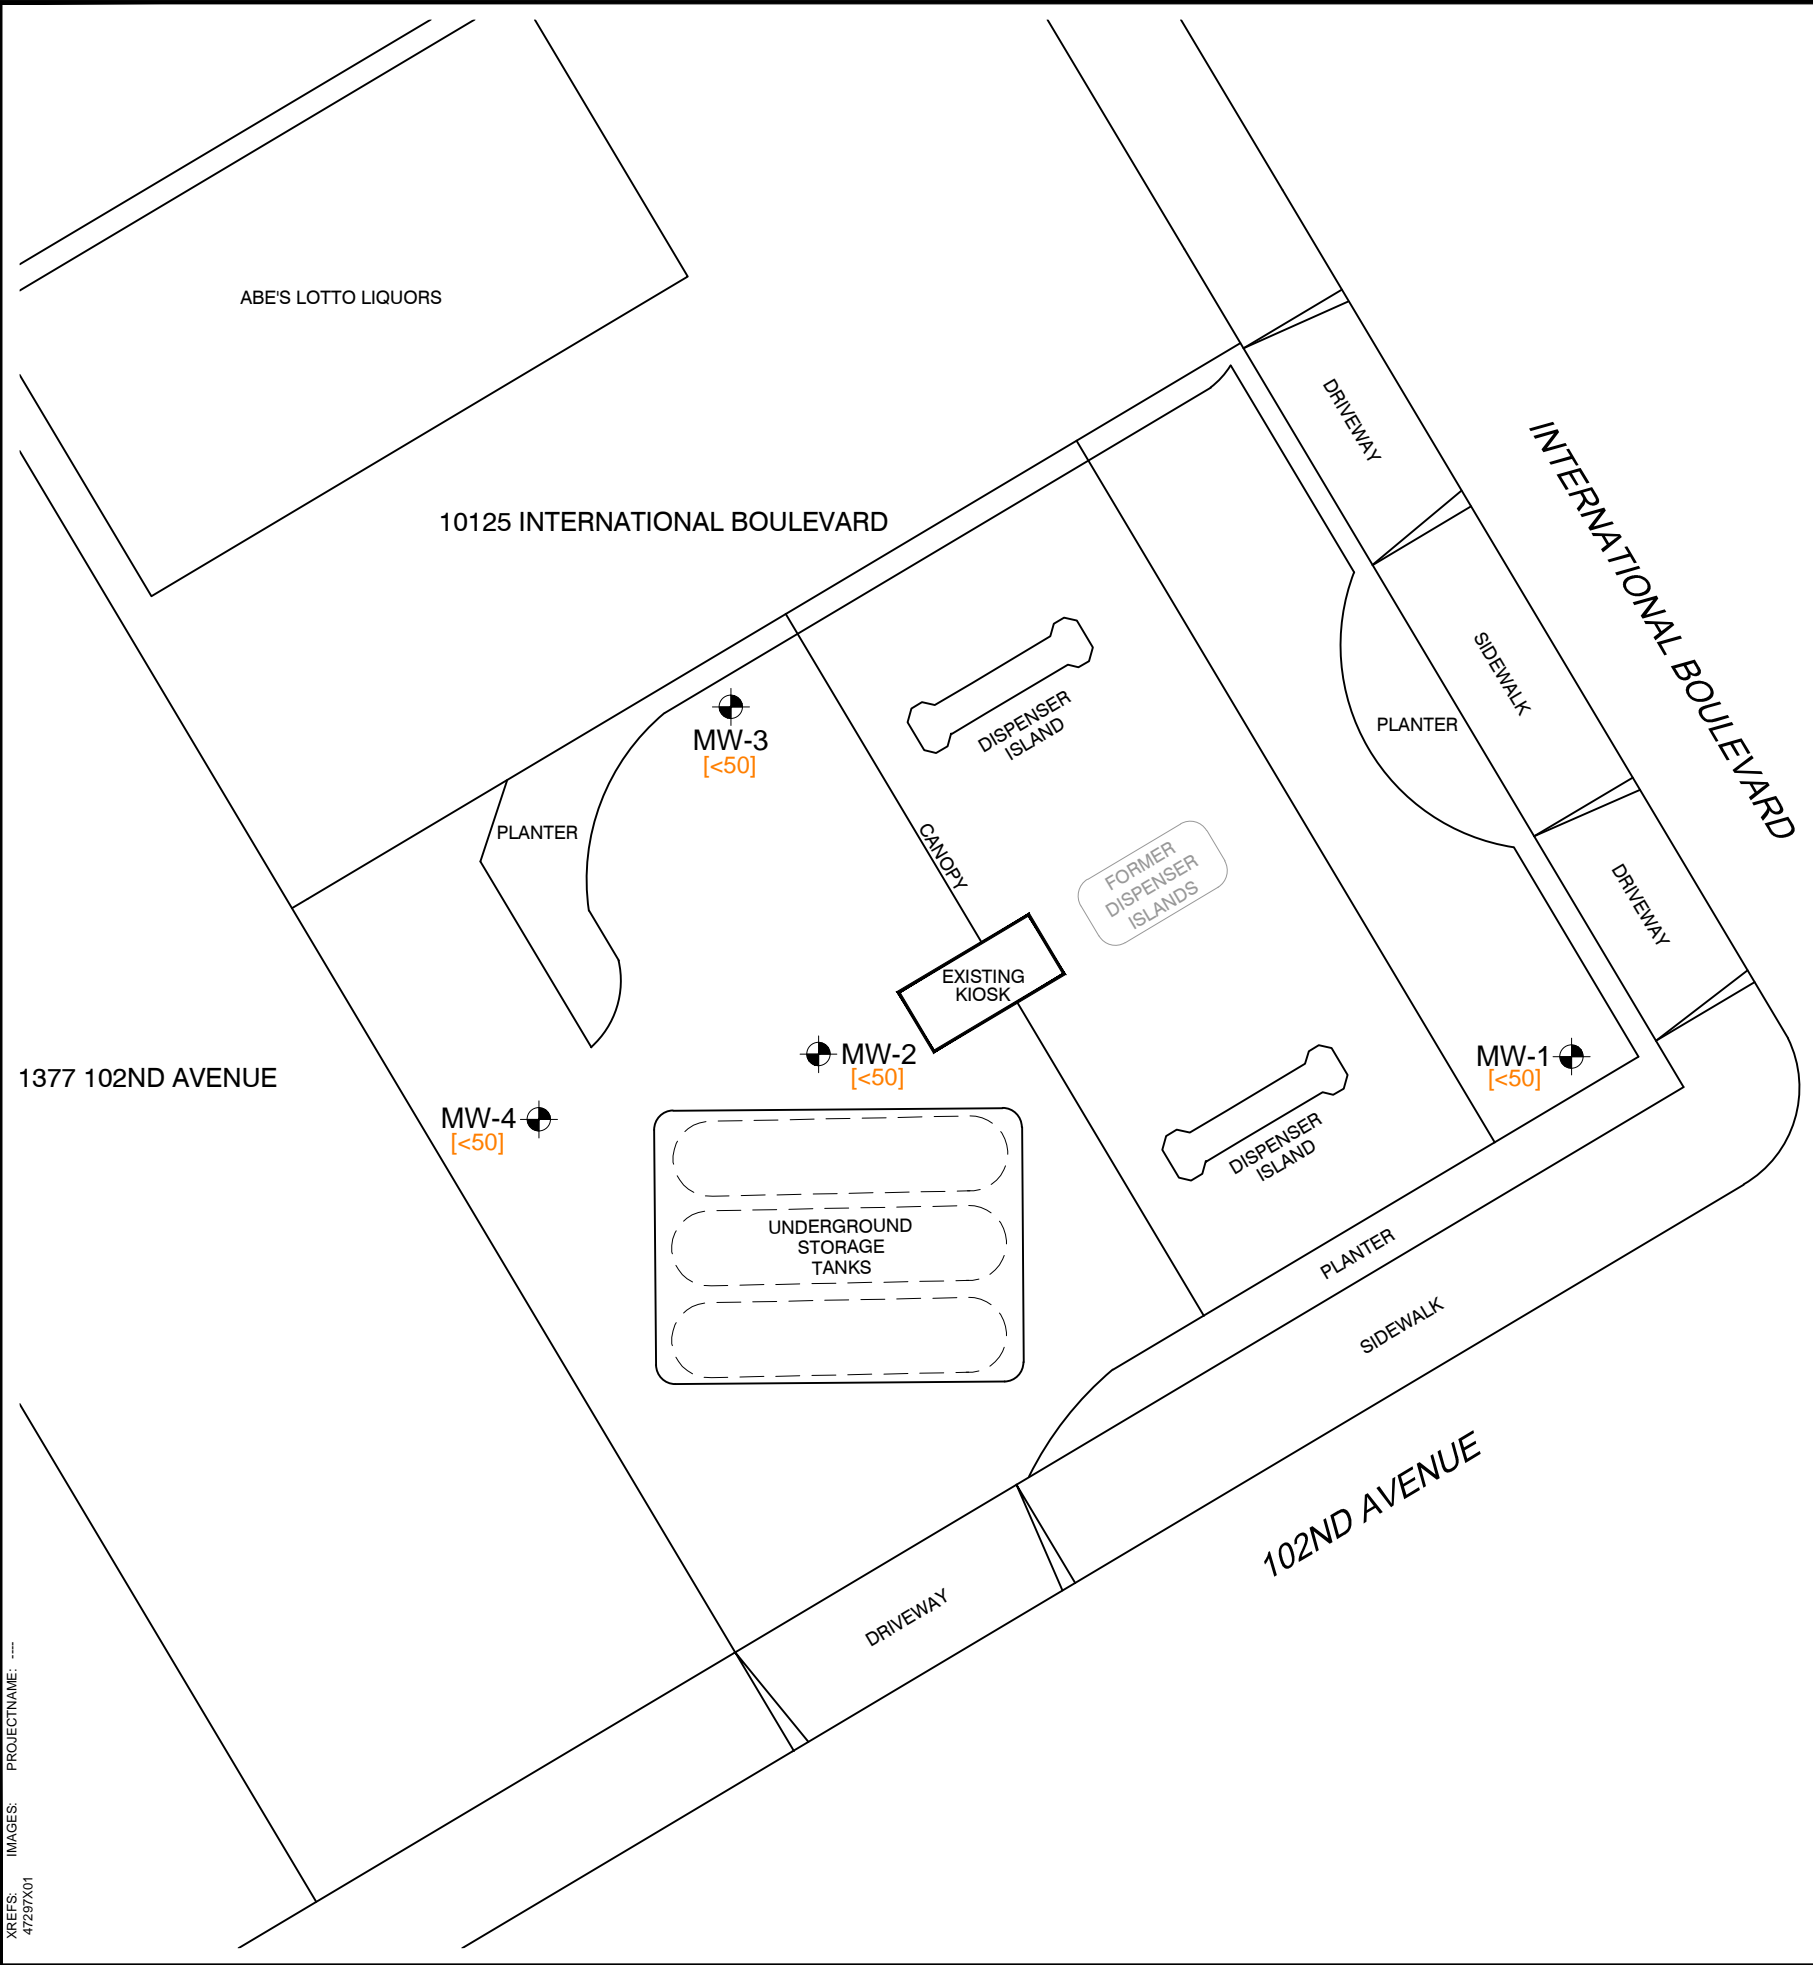 ABE'S LOTTO LIQUORS
DRIVEWAY
INTERNATIONAL BOULEVARD
10125 INTERNATIONAL BOULEVARD
SIDEWALK
PLANTER
DISPENSER
ISLAND
MW-3
[<50]
PLANTER
CANOPY
FORMER
DISPENSER
ISLANDS
DRIVEWAY
EXISTING
KIOSK
MW-2
[<50]
MW-1
[<50]
1377 102ND AVENUE
MW-4
[<50]
DISPENSER
ISLAND
UNDERGROUND
STORAGE
TANKS
PLANTER
SIDEWALK
102ND AVENUE
DRIVEWAY
XREFS: IMAGES: PROJECTNAME: ----
47297X01